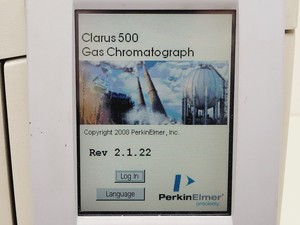 Clarus 500
Gas Chromatograph
Copyright 2008 PerkinElmer, Inc.
Rev 2.1.22
Log In
Language
PerkinElmer